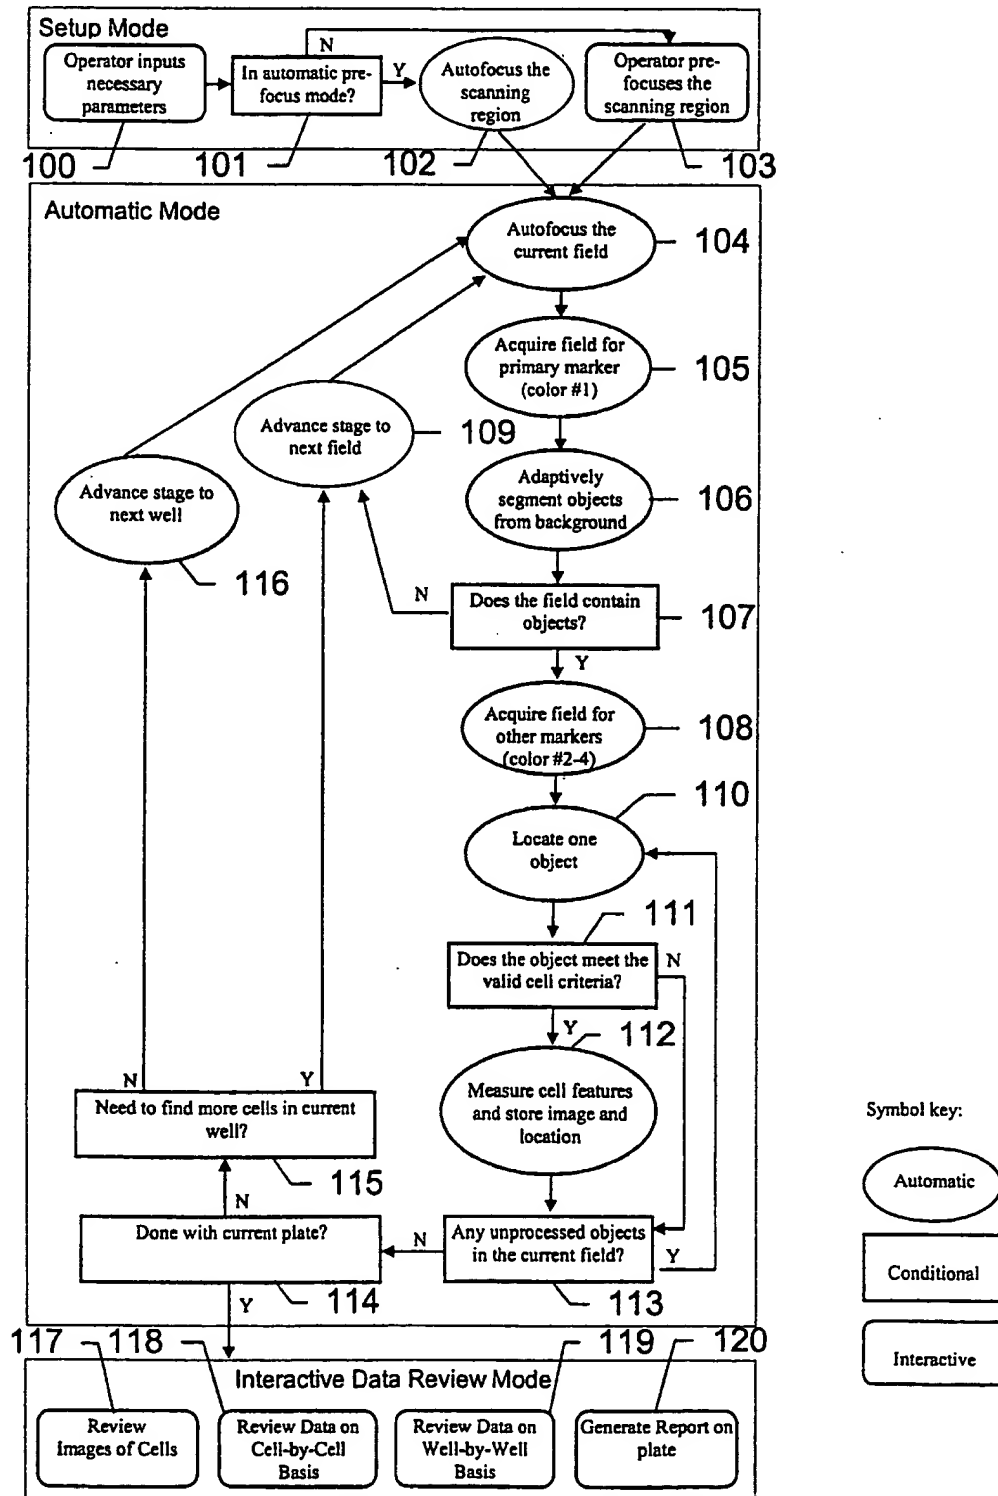 Setup Mode
Operator inputs
necessary
parameters
In automatic pre-
focus mode?
N
Y
Autofocus the
scanning
region
Operator pre-
focuses the
scanning region
100
101
102
103
Automatic Mode
Autofocus the
current field
104
Acquire field for
primary marker
(color #1)
105
Advance stage to
next field
109
Adaptively
segment objects
from background
106
Advance stage to
next well
116
Does the field contain
objects?
N
107
Y
Acquire field for
other markers
(color #2-4)
108
110
Locate one
object
111
Does the object meet the
valid cell criteria?
N
Y
112
Measure cell features
and store image and
location
N
Y
Need to find more cells in current
well?
115
N
Done with current plate?
N
Any unprocessed objects
in the current field?
Y
114
113
Y
Symbol key:
Automatic
Conditional
Interactive
117
118
119
120
Interactive Data Review Mode
Review
Images of Cells
Review Data on
Cell-by-Cell
Basis
Review Data on
Well-by-Well
Basis
Generate Report on
plate